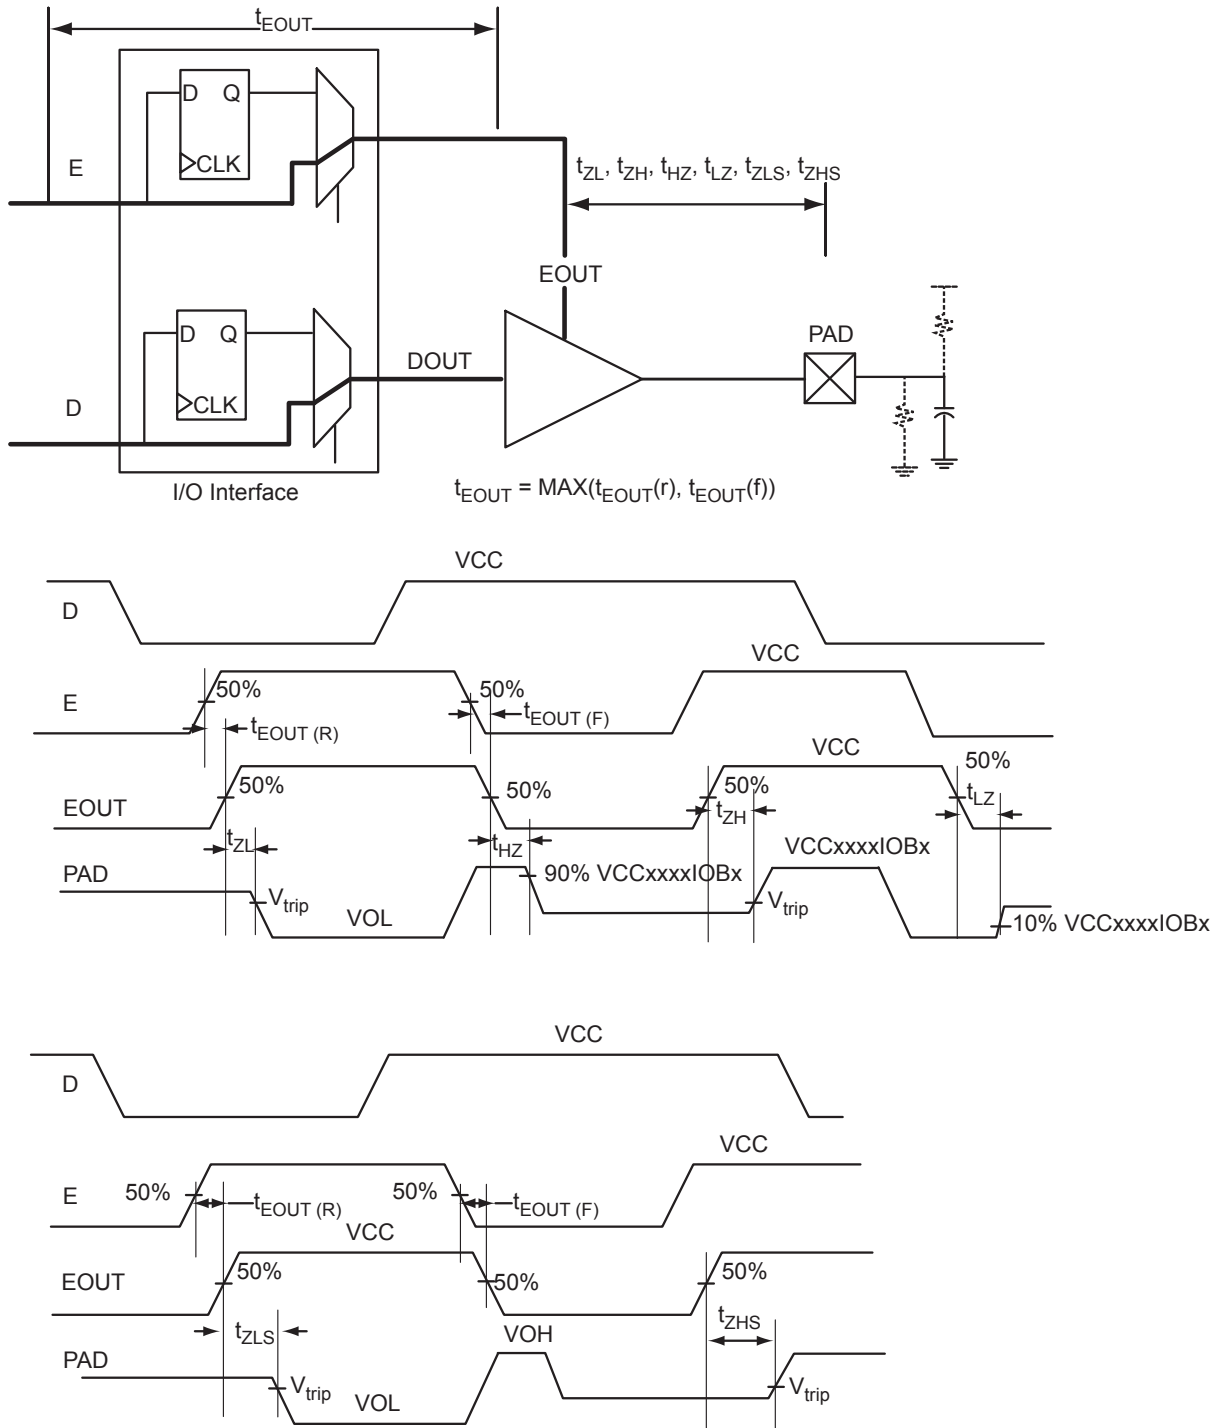 tEOUT
D Q
CLK
E
tZL, tZH, tHZ, tLZ, tZLS, tZHS
EOUT
D Q
CLK
DOUT
PAD
D
I/O Interface
tEOUT = MAX(tEOUT(r), tEOUT(f))
VCC
D
VCC
E
50%
50%
tEOUT (R)
tEOUT (F)
VCC
50%
EOUT
50%
50%
50%
tZL
tHZ
tZH
tLZ
PAD
90% VCCxxxxIOBx
VCCxxxxIOBx
Vtrip
VOL
Vtrip
10% VCCxxxxIOBx
VCC
D
VCC
E
50%
tEOUT (R)
50%
tEOUT (F)
VCC
EOUT
50%
50%
50%
tZLS
VOH
tZHS
PAD
Vtrip
VOL
Vtrip